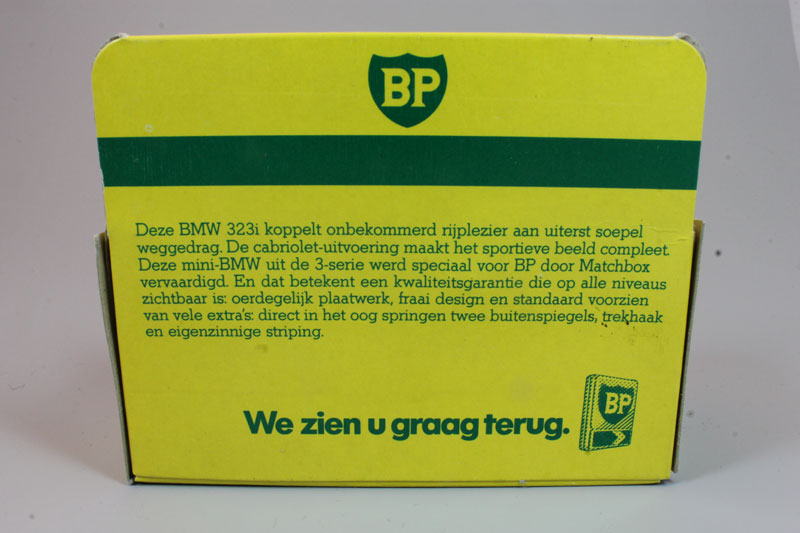 BP
Deze BMW 323i koppelt onbekommerd rijplezier aan uiterst soepel
weggedrag. De cabriolet-uitvoering maakt het sportieve beeld compleet.
Deze mini-BMW uit de 3-serie werd speciaal voor BP door Matchbox
vervaardigd. En dat betekent een kwaliteitsgarantie die op alle niveaus
zichtbaar is: oerdegelijk plaatwerk, fraai design en standaard voorzien
van vele extra's: direct in het oog springen twee buitenspiegels, trekhaak
en eigenzinnige striping.
We zien u graag terug.
BP